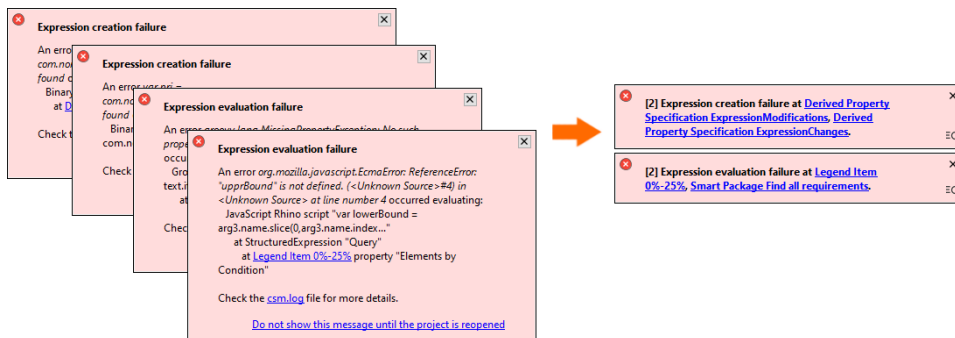 Expression creation failure
An erro
com.no
found o
Binary
at D
Check t
Expression creation failure
An error var pri =
com.no
found
Binar
com.n
Check
Expression evaluation failure
An error groovy.lang.MissingPropertyException: No such
prope
occu
Gro
text.i
at
Chec
Expression evaluation failure
An error org.mozilla.javascript.EcmaError: ReferenceError:
"upprBound" is not defined. (<Unknown Source>#4) in
<Unknown Source> at line number 4 occurred evaluating:
JavaScript Rhino script "var lowerBound =
arg3.name.slice(0,arg3.name.index..."
at StructuredExpression "Query"
at Legend Item 0%-25% property "Elements by
Condition"
Check the csm.log file for more details.
Do not show this message until the project is reopened
[2] Expression creation failure at Derived Property
Specification ExpressionModifications, Derived
Property Specification ExpressionChanges.
[2] Expression evaluation failure at Legend Item
0%-25%, Smart Package Find all requirements.